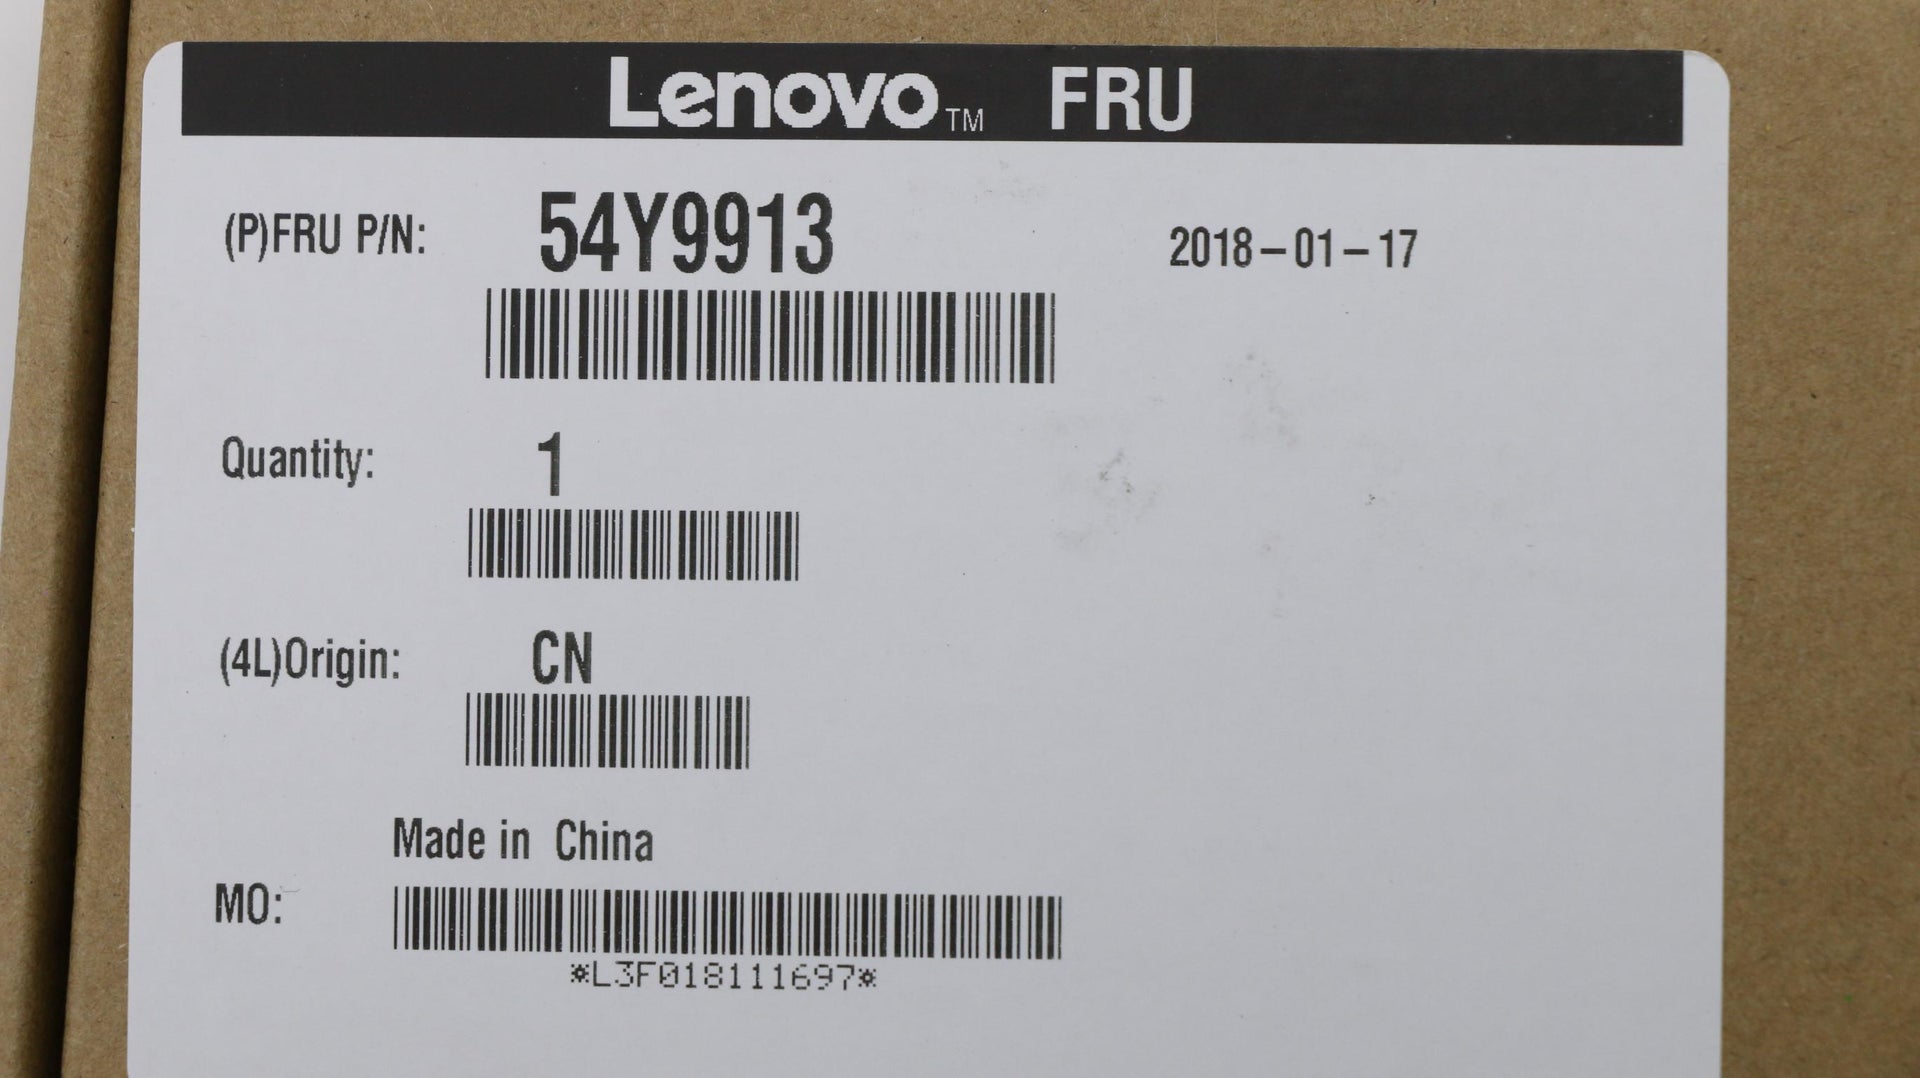 Lenovo™ FRU
(P)FRU P/N: 54Y9913 2018-01-17
Quantity: 1
(4L)Origin: CN
Made in China
MO:
*L3F018111697*